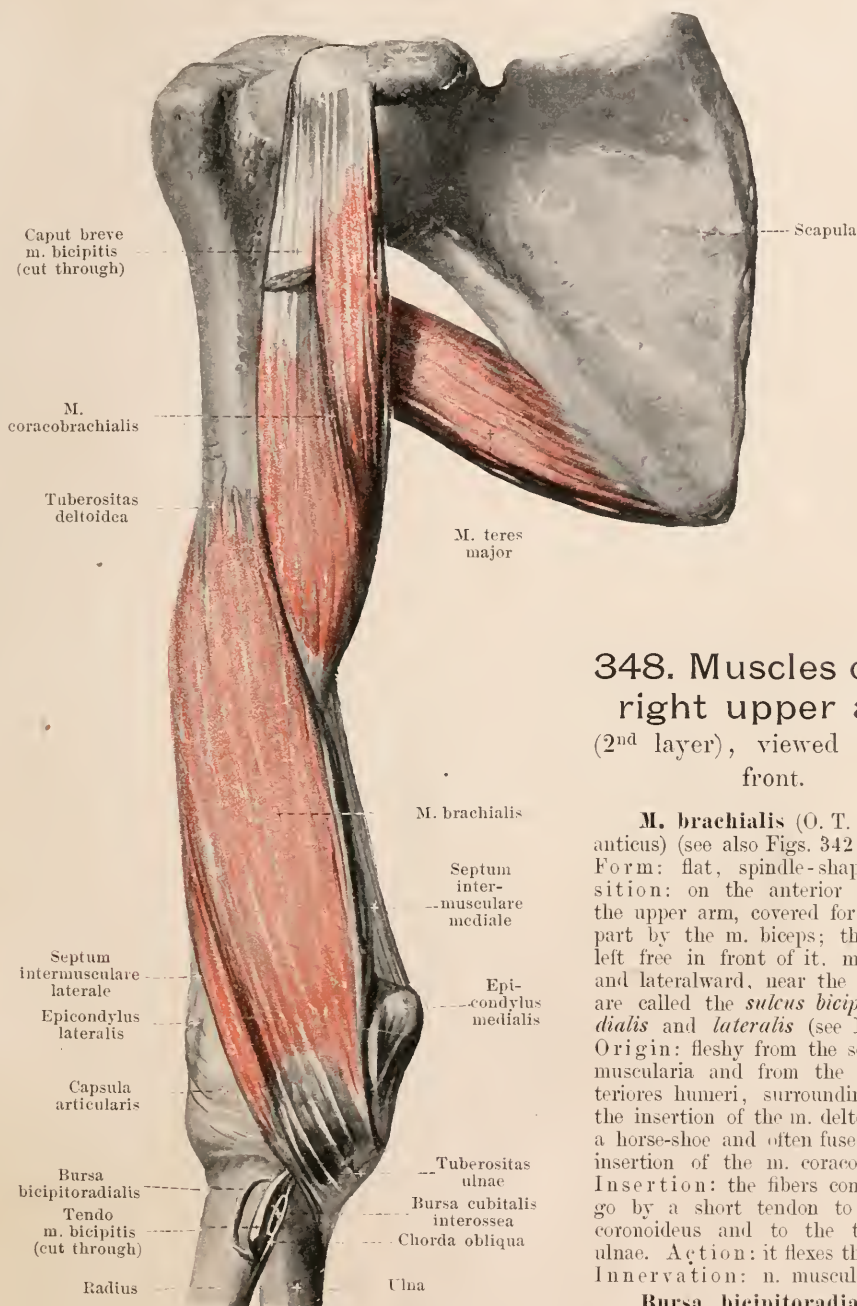 Caput breve
m. bicipitis
(cut through)
Scapula
M.
coracobrachialis
Tuberositas
deltoidea
M. teres
major
M. brachialis
Septum
inter-
musculare
mediale
Septum
intermusculare
laterale
Epicondylus
lateralis
Epi-
condylus
medialis
Capsula
articularis
Bursa
bicipitoradialis
Tendo
m. bicipitis
(cut through)
Tuberositas
ulnae
Bursa cubitalis
interossea
Chorda obliqua
Radius
Ulna
348. Muscles
right upper
(2nd layer), viewed
front.
M. brachialis (O. T.
anticus) (see also Figs. 342
Form: flat, spindle-shap
sition: on the anterior
the upper arm, covered for
part by the m. biceps; th
left free in front of it, m
and lateralward, near the
are called the sulcus bicip
dialis and lateralis (see
Origin: fleshy from the s
muscularia and from the
teriores humeri, surroundin
the insertion of the m. delt
a horse-shoe and often fuse
insertion of the m. coraco
Insertion: the fibers con
go by a short tendon to
coronoideus and to the t
ulnae. Action: it flexes th
Innervation: n. muscul
Bursa bicipitoradia